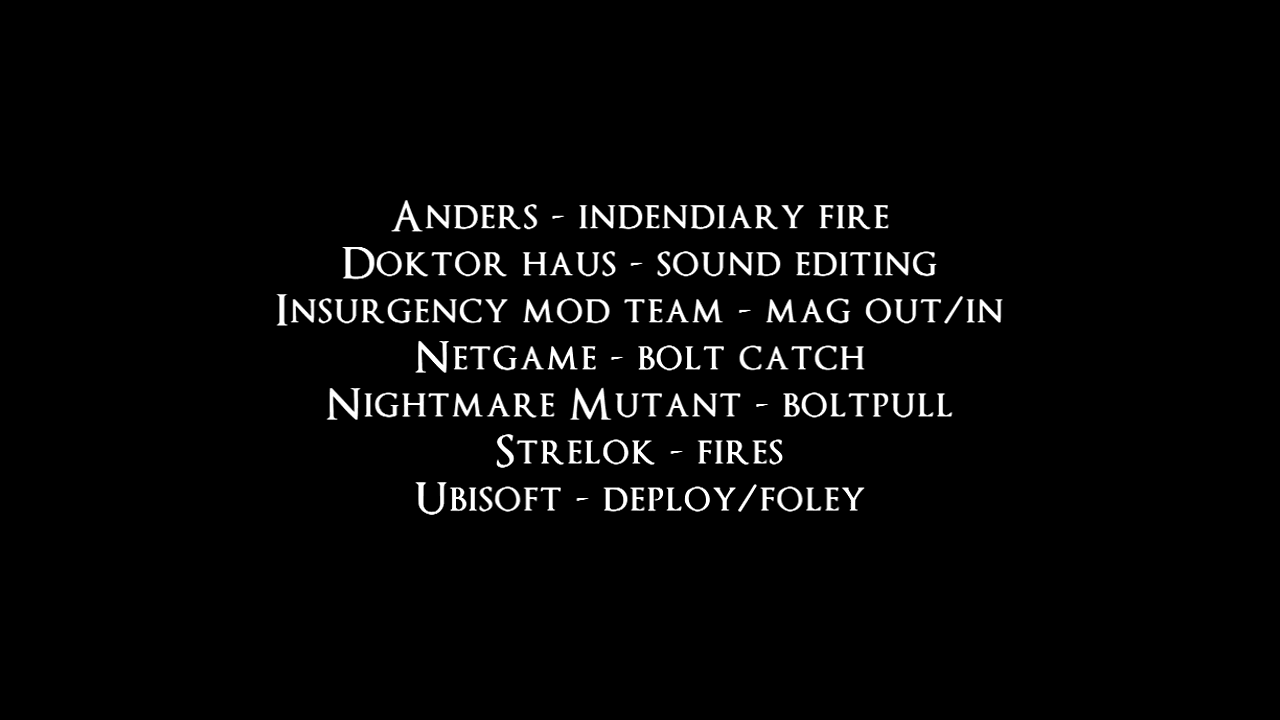 Anders - indendiary fire
Doktor haus - sound editing
Insurgency mod team - mag out/in
Netgame - bolt catch
Nightmare Mutant - boltpull
Strelok - fires
Ubisoft - deploy/foley